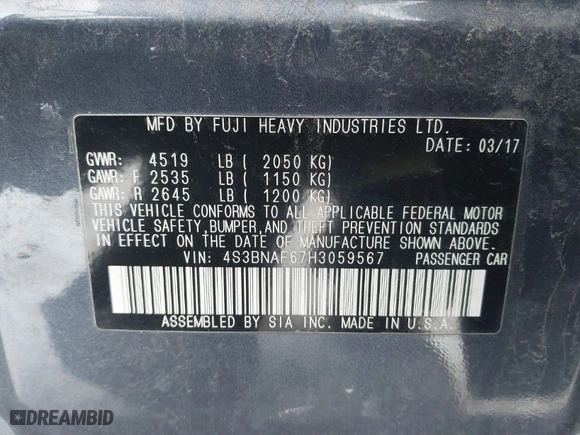 MFD BY FUJI HEAVY INDUSTRIES LTD.
DATE: 03/17
GVWR: 4519 LB ( 2050 KG)
GAWR: F 2535 LB ( 1150 KG)
GAWR: R 2645 LB ( 1200 KG)
THIS VEHICLE CONFORMS TO ALL APPLICABLE FEDERAL MOTOR
VEHICLE SAFETY, BUMPER, AND THEFT PREVENTION STANDARDS
IN EFFECT ON THE DATE OF MANUFACTURE SHOWN ABOVE.
VIN: 4S3BNAF67H3059567 PASSENGER CAR
ASSEMBLED BY SIA INC. MADE IN U.S.A.
DREAMBID